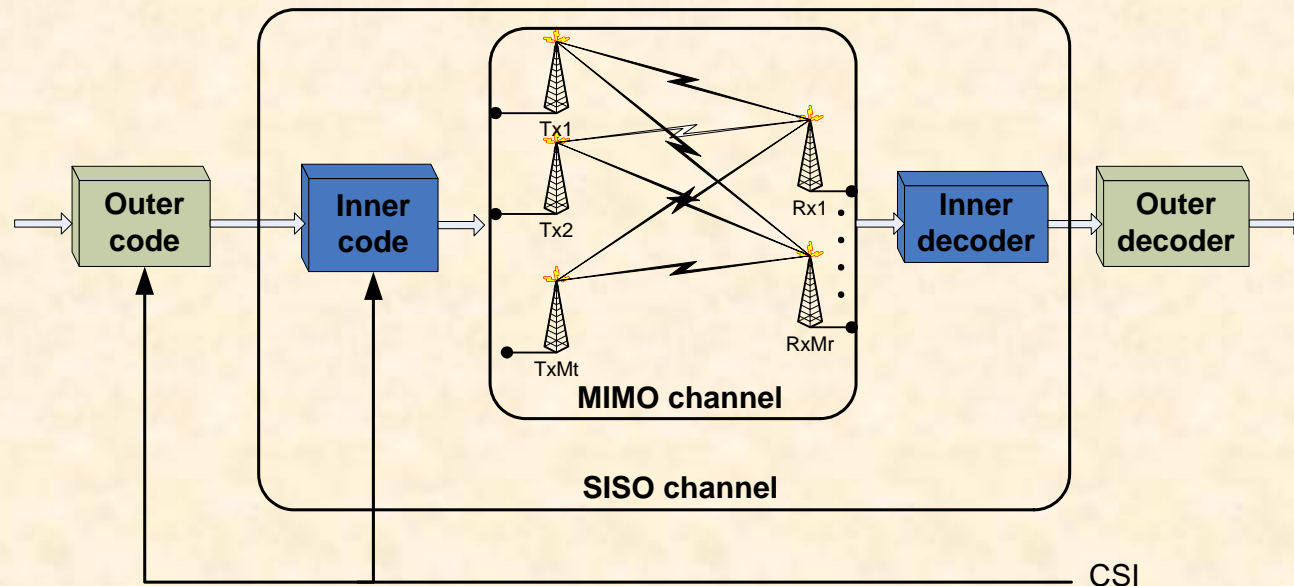 Outer
code
Inner
code
Tx1
Tx2
TxMt
Rx1
RxMr
MIMO channel
Inner
decoder
Outer
decoder
SISO channel
CSI